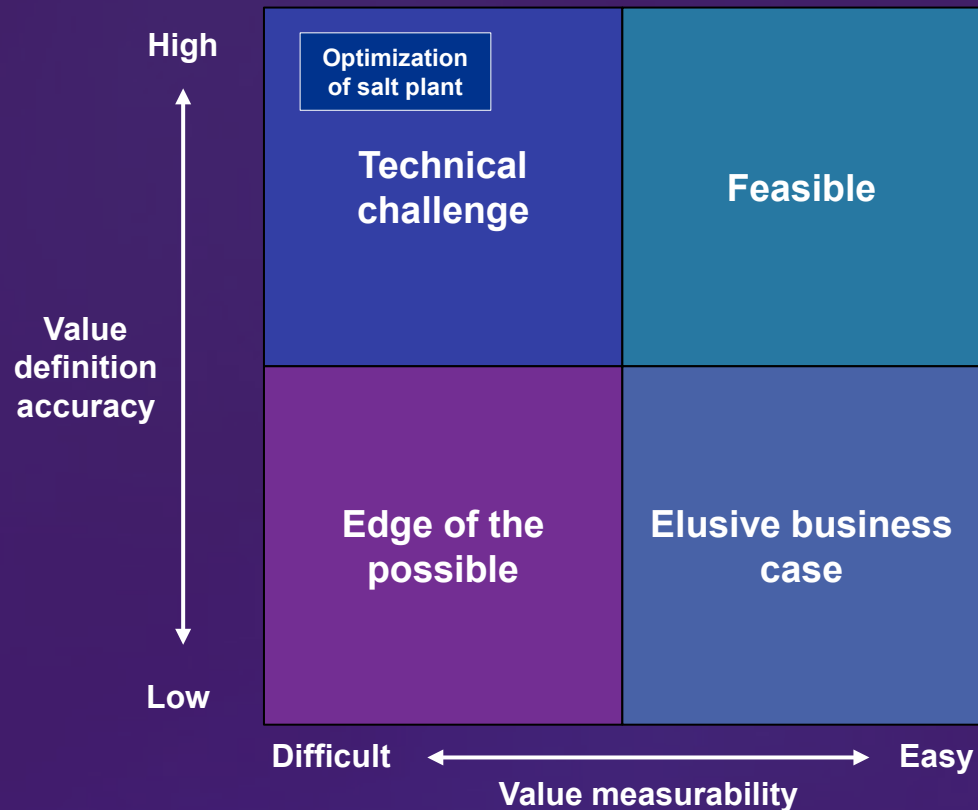 High
Optimization
of salt plant
Technical
challenge
Feasible
Value
definition
accuracy
Edge of the
possible
Elusive business
case
Low
Difficult
Easy
Value measurability